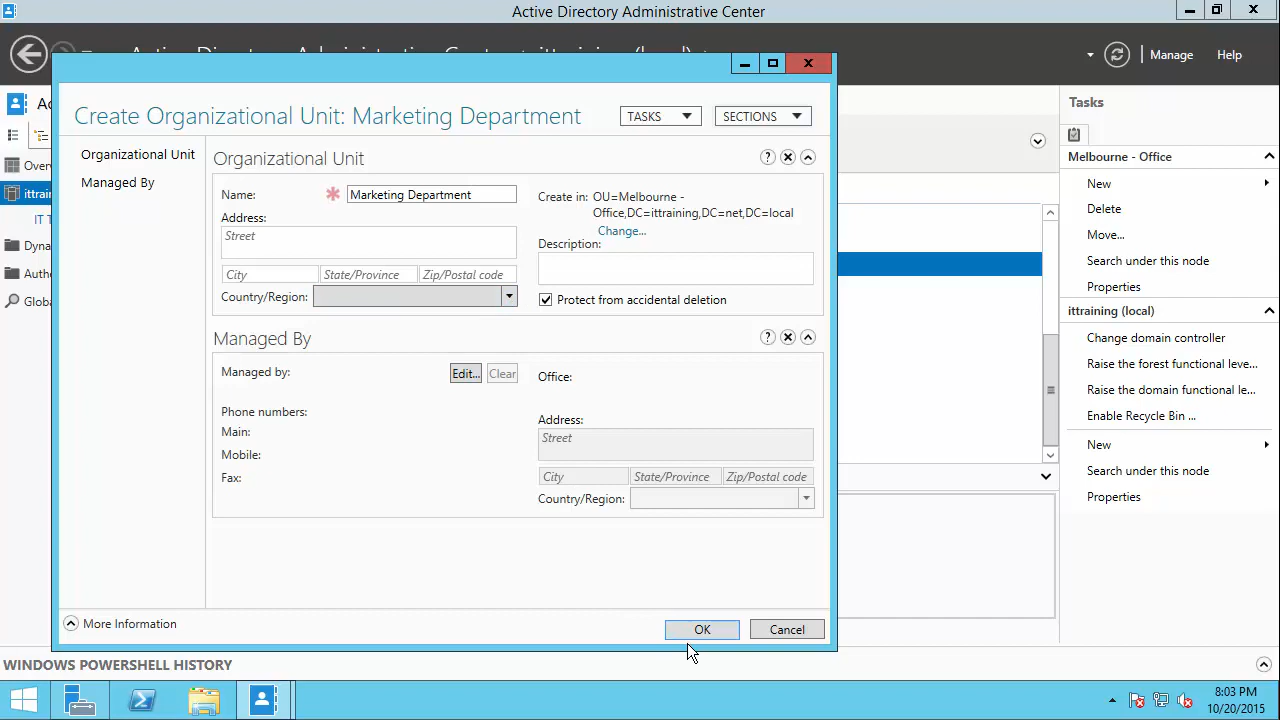 Active Directory Administrative Center
Manage
Help
Create Organizational Unit: Marketing Department
TASKS
SECTIONS
Organizational Unit
Managed By
Organizational Unit
Name:
Marketing Department
Address:
Street
City
State/Province
Zip/Postal code
Country/Region:
Create in:
OU=Melbourne -
Office,DC=ittraining,DC=net,DC=local
Change...
Description:
Protect from accidental deletion
Managed By
Managed by:
Edit...
Clear
Office:
Phone numbers:
Main:
Mobile:
Fax:
Address:
Street
City
State/Province
Zip/Postal code
Country/Region:
More Information
OK
Cancel
Tasks
Melbourne - Office
New
Delete
Move...
Search under this node
Properties
ittraining (local)
Change domain controller
Raise the forest functional leve...
Raise the domain functional le...
Enable Recycle Bin ...
New
Search under this node
Properties
WINDOWS POWERSHELL HISTORY
8:03 PM
10/20/2015